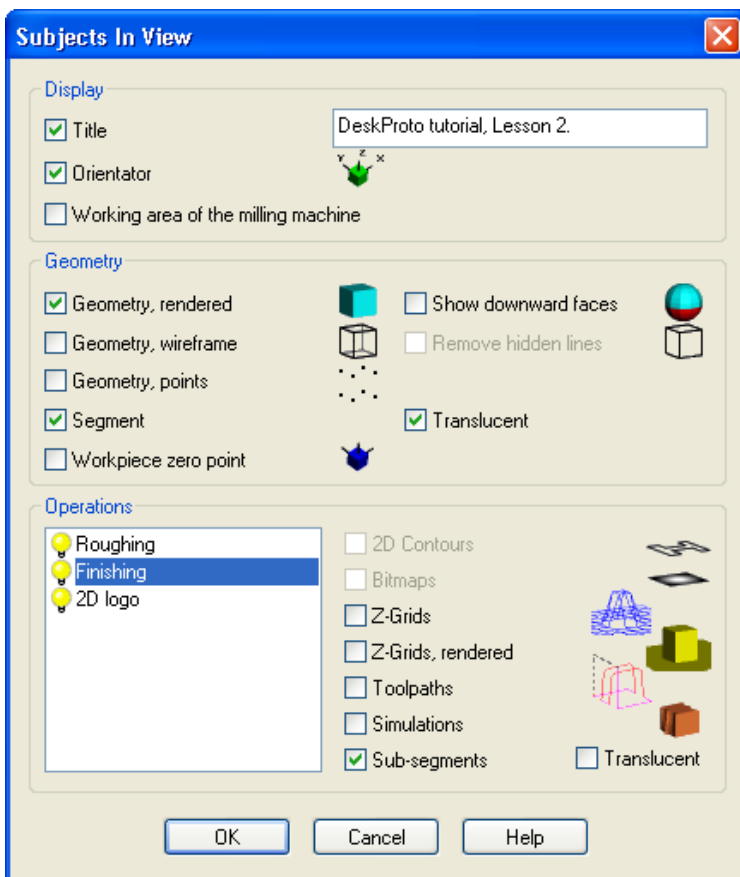 Subjects In View
Display
Title
DeskProto tutorial, Lesson 2.
Orientator
Y Z X
Working area of the milling machine
Geometry
Geometry, rendered
Show downward faces
Geometry, wireframe
Remove hidden lines
Geometry, points
Segment
Translucent
Workpiece zero point
Operations
Roughing
Finishing
2D logo
2D Contours
Bitmaps
Z-Grids
Z-Grids, rendered
Toolpaths
Simulations
Sub-segments
Translucent
OK
Cancel
Help